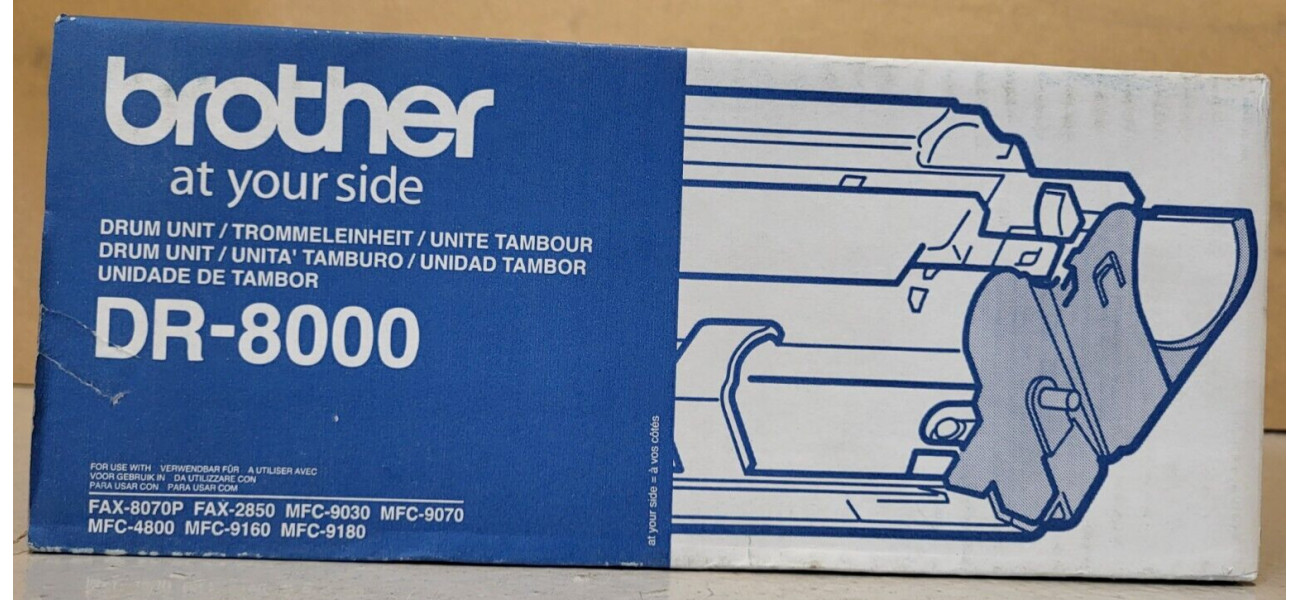 brother
at your side
DRUM UNIT / TROMMELEINHEIT / UNITE TAMBOUR
DRUM UNIT / UNITA' TAMBURO / UNIDAD TAMBOR
UNIDADE DE TAMBOR
DR-8000
FOR USE WITH VERWENDBAR FÜR A UTILISER AVEC
VOOR GEBRUIK IN DA UTILIZZARE CON
PARA USAR CON PARA USAR COM
FAX-8070P FAX-2850 MFC-9030 MFC-9070
MFC-4800 MFC-9160 MFC-9180
at your side = à vos côtés